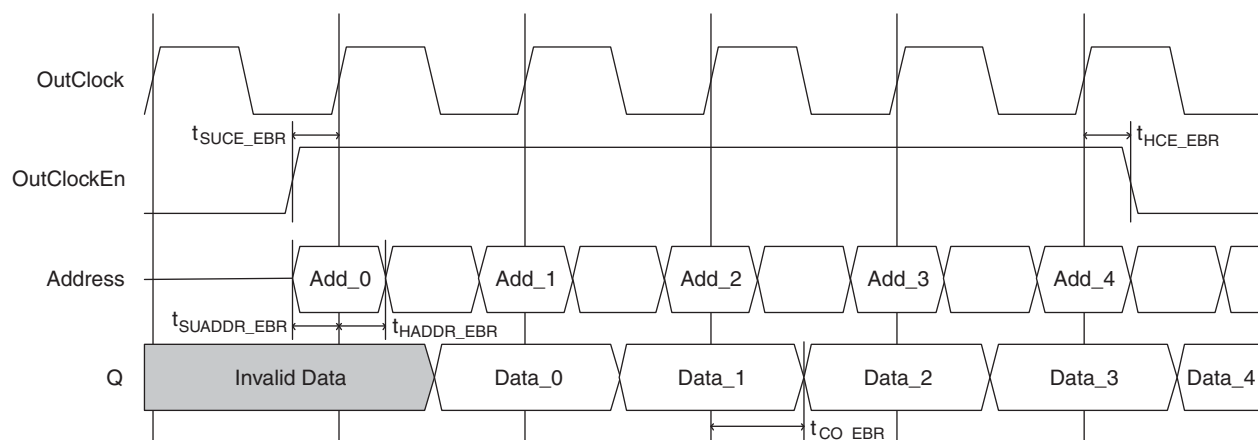 OutClock
tSUCE_EBR
tHCE_EBR
OutClockEn
Address
Add_0
Add_1
Add_2
Add_3
Add_4
tSUADDR_EBR
tHADDR_EBR
Q
Invalid Data
Data_0
Data_1
Data_2
Data_3
Data_4
tCO_EBR